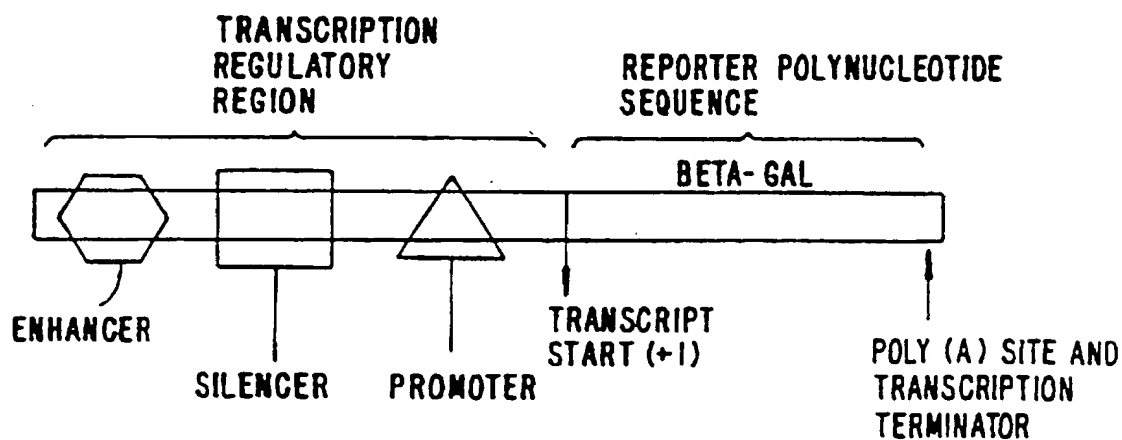 TRANSCRIPTION
REGULATORY
REGION
REPORTER POLYNUCLEOTIDE
SEQUENCE
BETA-GAL
ENHANCER
SILENCER
PROMOTER
TRANSCRIPT
START (+1)
POLY (A) SITE AND
TRANSCRIPTION
TERMINATOR